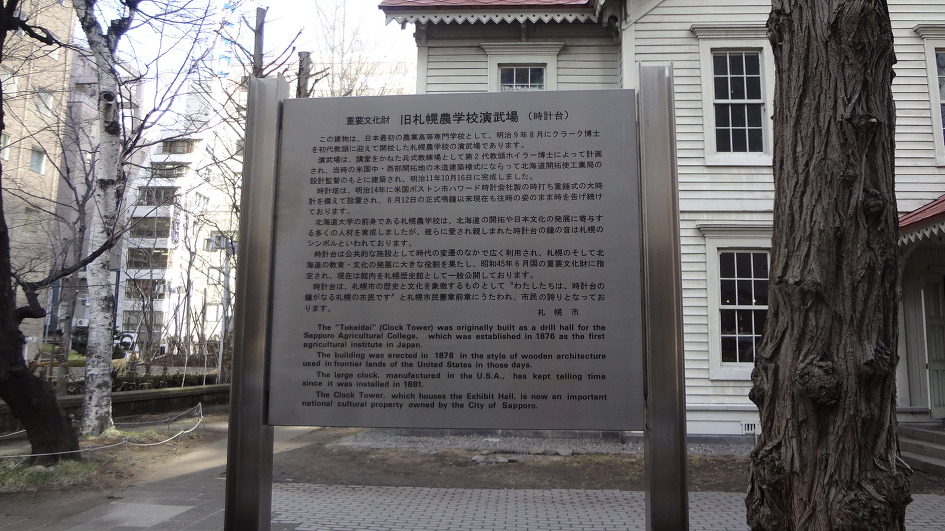 重要文化財 旧札幌農学校演武場（時計台）
この建物は、日本最初の農業高等専門学校として、明治9年8月にクラーク博士
を初代教頭に迎えて開校した札幌農学校の演武場であります。
演武場は、講堂をかねた兵式教練場として第2代教頭ホイラー博士によって計画
され、当時の米国中・西部開拓地の木造建築様式にならって北海道開拓使工業局の
設計監督のもとに建築され、明治11年10月16日に完成しました。
時計塔は、明治14年に米国ボストン市ハワード時計会社製の時打ち重錘式の大時
計を備えて設置され、8月12日の正式鳴鐘以来現在も往時の姿のまま時を告げ続け
ております。
北海道大学の前身である札幌農学校は、北海道の開拓や日本文化の発展に寄与す
る多くの人材を育成しましたが、彼らに愛され親しまれた時計台の鐘の音は札幌の
シンボルといわれております。
時計台は公共的な施設として時代の変遷のなかで広く利用され、札幌のそして北
海道の教育・文化の発展に大きな役割を果たし、昭和45年6月国の重要文化財に指
定され、現在は館内を札幌歴史館として一般公開しております。
時計台は、札幌市の歴史と文化を象徴するものとして"わたしたちは、時計台の
鐘がなる札幌の市民です"と札幌市民憲章前章にうたわれ、市民の誇りとなってお
ります。
札幌市
The "Tokeidai" (Clock Tower) was originally built as a drill hall for the
Sapporo Agricultural College, which was established in 1876 as the first
agricultural institute in Japan.
The building was erected in 1878 in the style of wooden architecture
used in frontier lands of the United States in those days.
The large clock, manufactured in the U.S.A., has kept telling time
since it was installed in 1881.
The Clock Tower, which houses the Exhibit Hall, is now an important
national cultural property owned by the City of Sapporo.